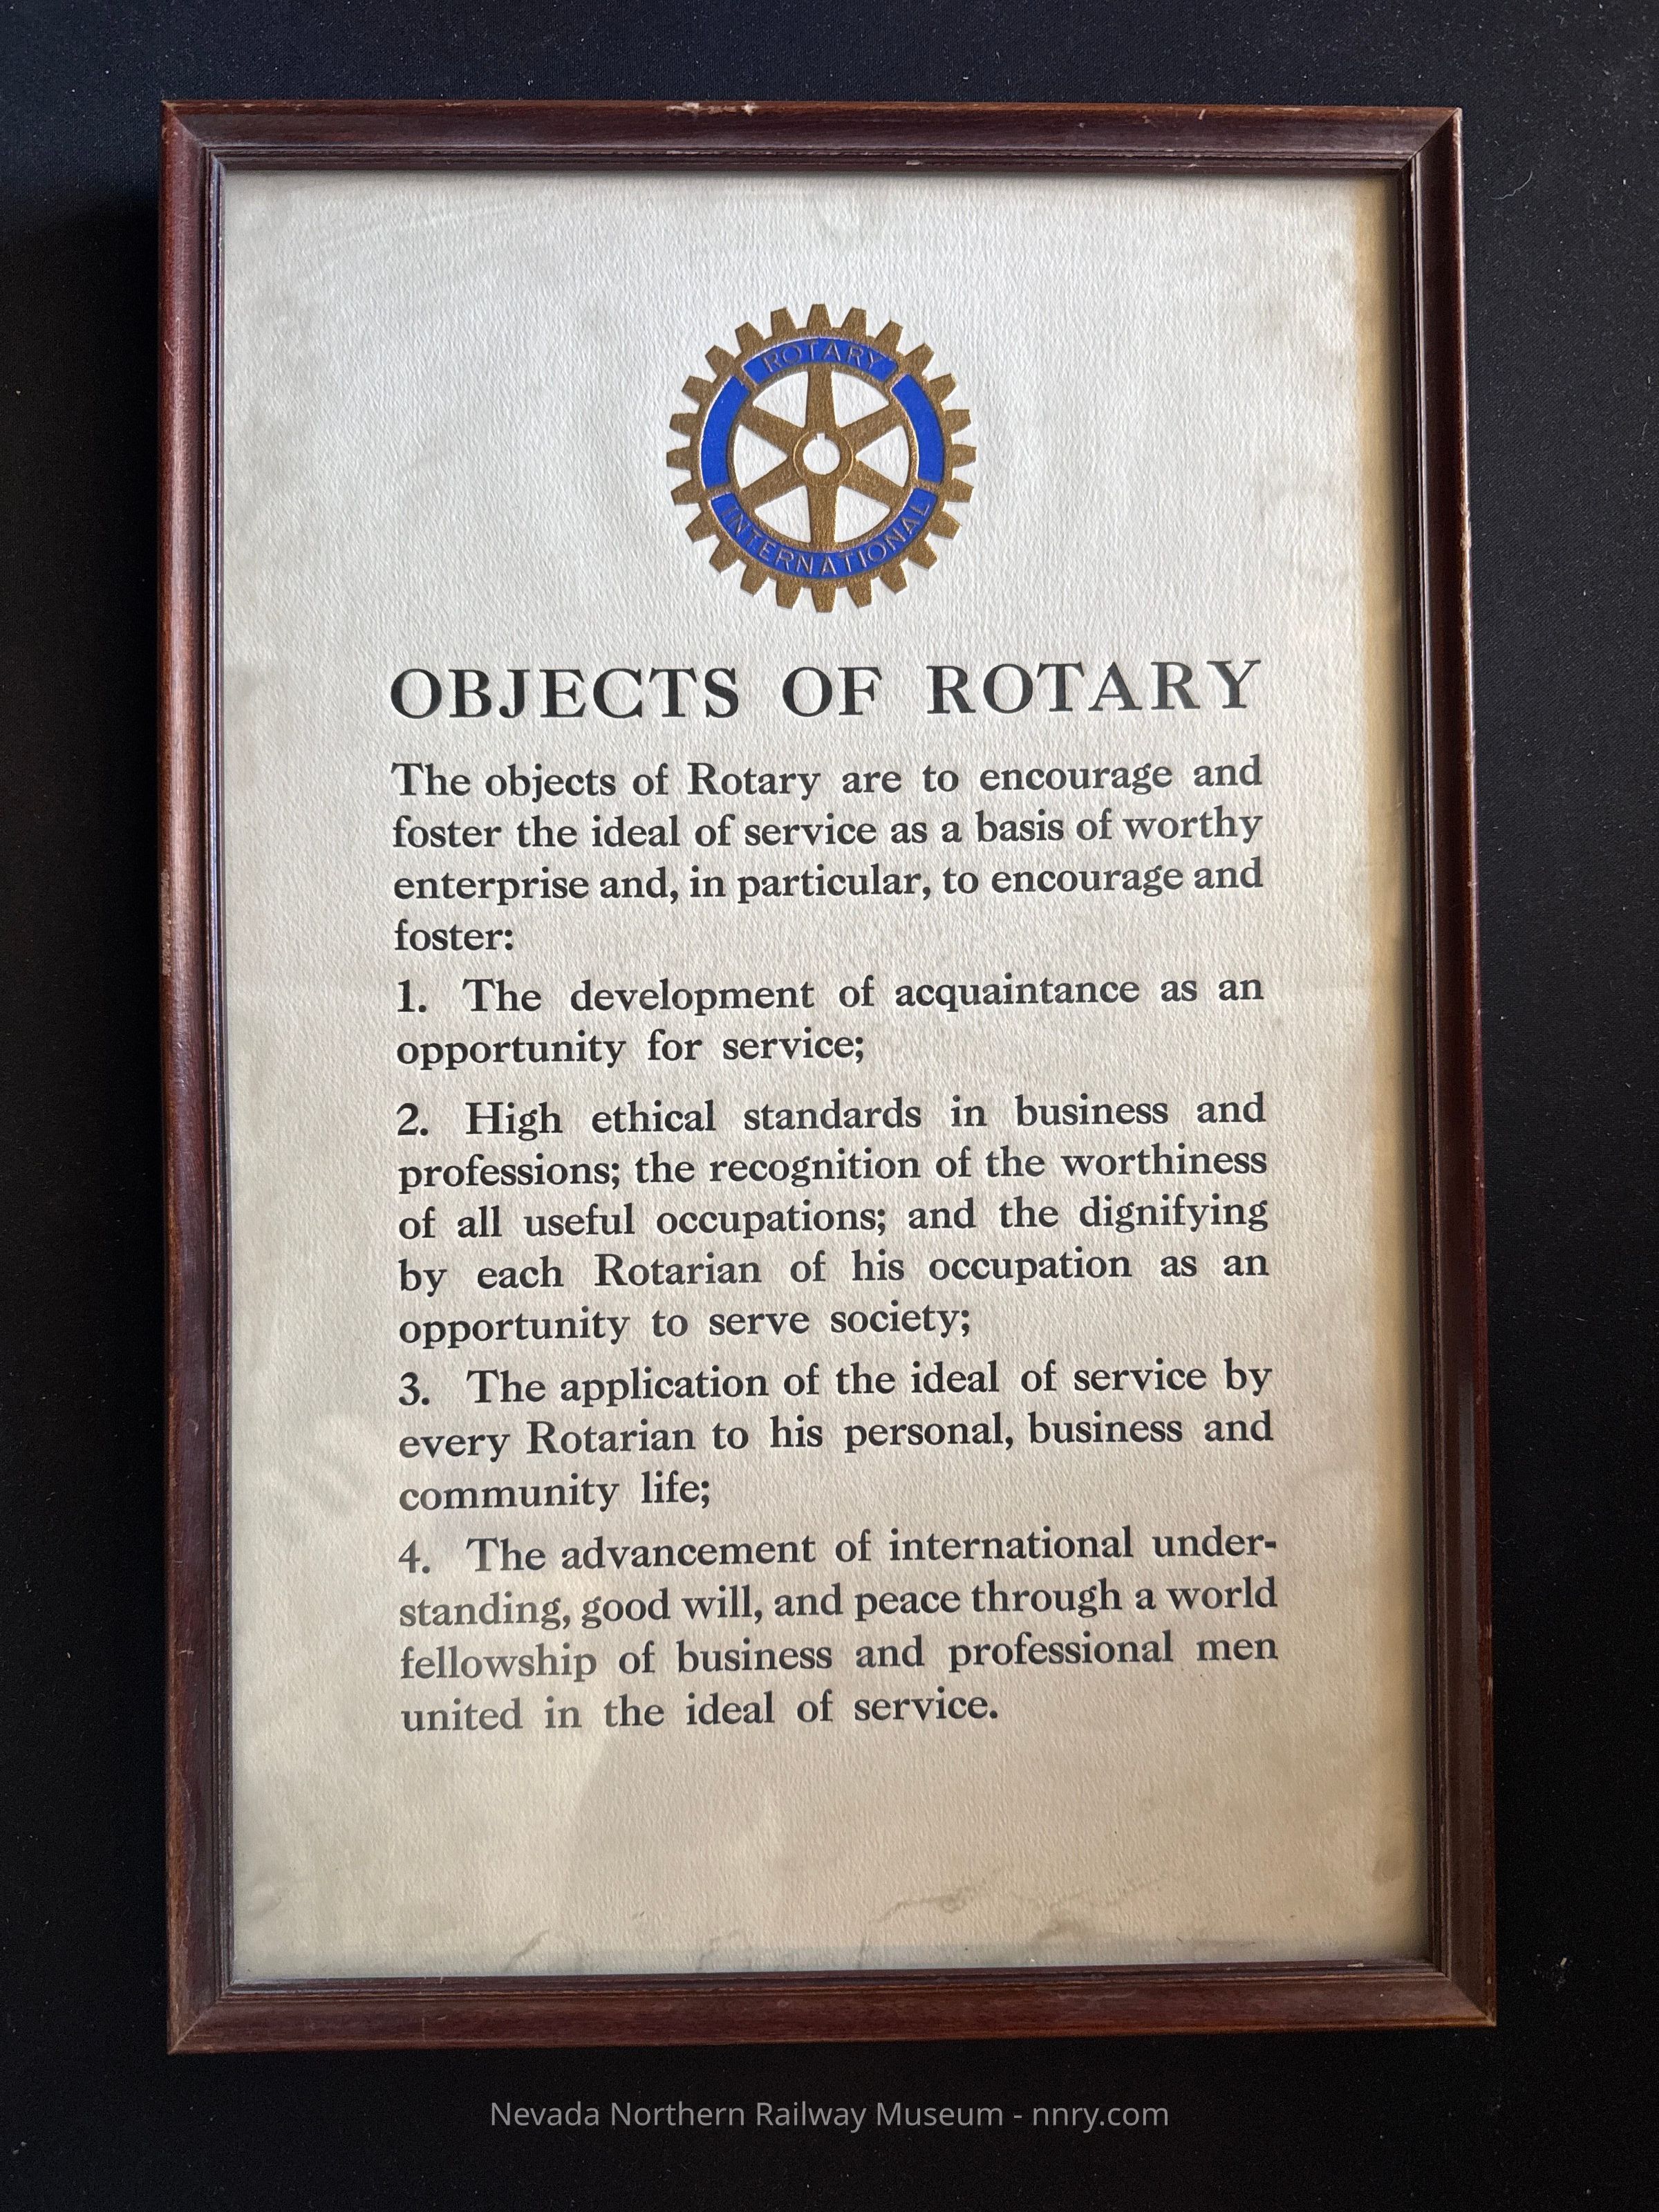 ROTARY
INTERNATIONAL
OBJECTS OF ROTARY
The objects of Rotary are to encourage and
foster the ideal of service as a basis of worthy
enterprise and, in particular, to encourage and
foster:
1. The development of acquaintance as an
opportunity for service;
2. High ethical standards in business and
professions; the recognition of the worthiness
of all useful occupations; and the dignifying
by each Rotarian of his occupation as an
opportunity to serve society;
3. The application of the ideal of service by
every Rotarian to his personal, business and
community life;
4. The advancement of international under-
standing, good will, and peace through a world
fellowship of business and professional men
united in the ideal of service.
Nevada Northern Railway Museum - nnry.com